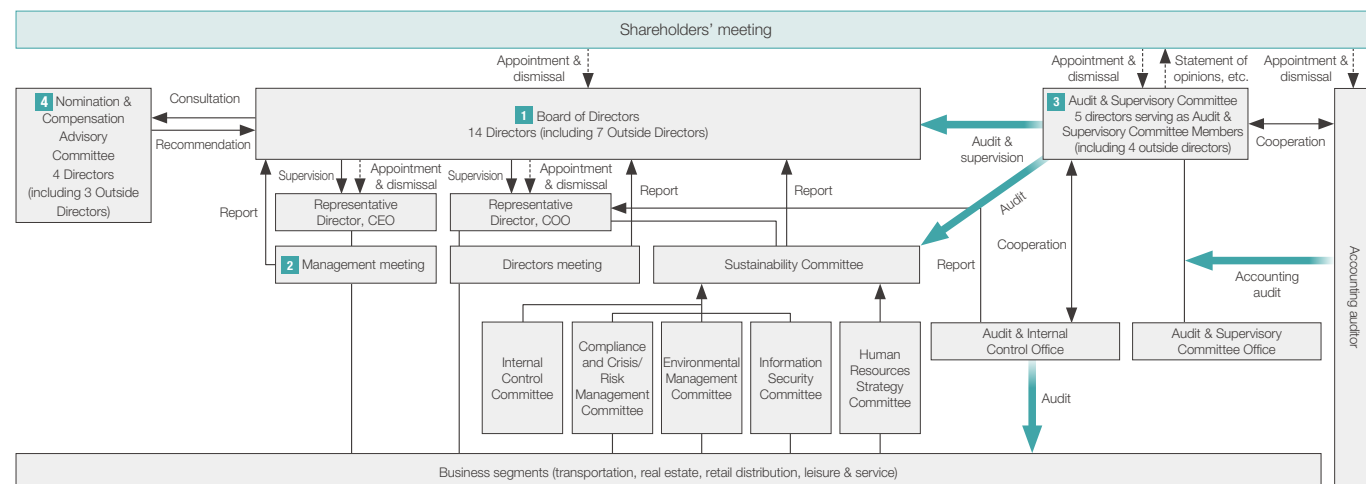 Shareholders’ meeting
Appointment &
dismissal
Appointment &
dismissal
Statement of
opinions, etc.
Appointment &
dismissal
4 Nomination &
Compensation
Advisory
Committee
4 Directors
(including 3 Outside
Directors)
Consultation
Recommendation
1 Board of Directors
14 Directors (including 7 Outside Directors)
Audit &
supervision
3 Audit & Supervisory Committee
5 directors serving as Audit &
Supervisory Committee Members
(including 4 outside directors)
Cooperation
Accounting auditor
Supervision
Appointment
& dismissal
Supervision
Appointment
& dismissal
Report
Report
Report
Representative
Director, CEO
Representative
Director, COO
Audit
Cooperation
2 Management meeting
Directors meeting
Sustainability Committee
Report
Accounting
audit
Internal
Control
Committee
Compliance
and Crisis/
Risk
Management
Committee
Environmental
Management
Committee
Information
Security
Committee
Human
Resources
Strategy
Committee
Audit & Internal
Control Office
Audit & Supervisory
Committee Office
Audit
Business segments (transportation, real estate, retail distribution, leisure & service)